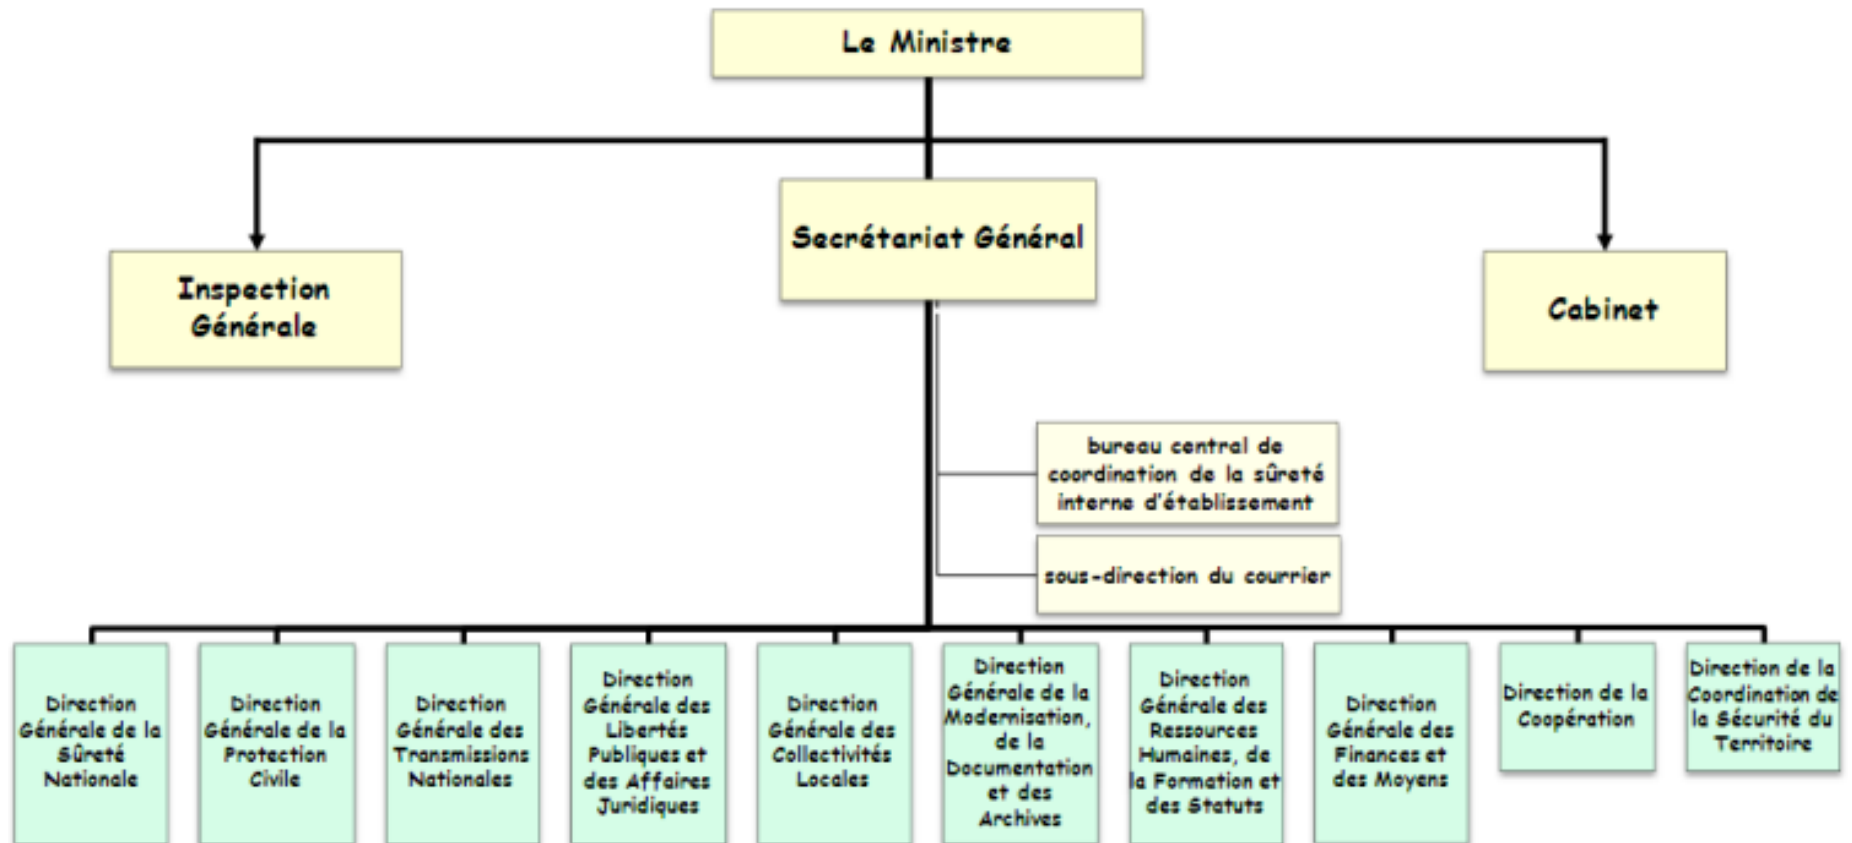 Le Ministre
Secrétariat Général
Inspection
Générale
Cabinet
bureau central de
coordination de la sûreté
interne d'établissement
sous-direction du courrier
Direction
Générale de la
Sûreté
Nationale
Direction
Générale de la
Protection
Civile
Direction
Générale des
Transmissions
Nationales
Direction
Générale des
Libertés
Publiques et
des Affaires
Juridiques
Direction
Générale des
Collectivités
Locales
Direction
Générale de la
Modernisation,
de la
Documentation
et des
Archives
Direction
Générale des
Ressources
Humaines, de
la Formation et
des Statuts
Direction
Générale des
Finances et
des Moyens
Direction de la
Coopération
Direction de la
Coordination de
la Sécurité du
Territoire